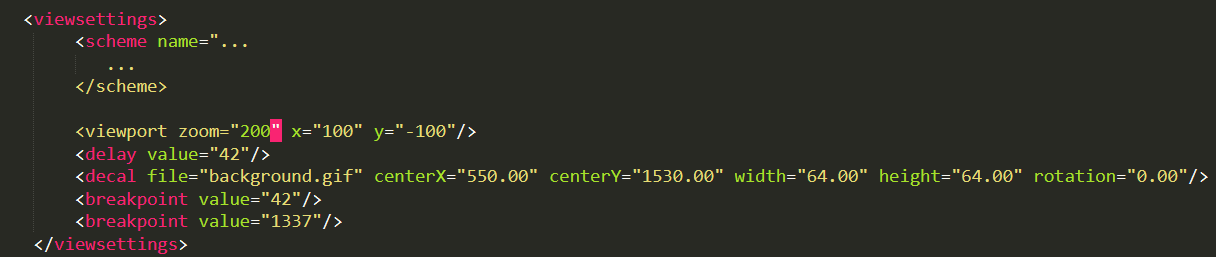 <viewsettings>
<scheme name="...
...
</scheme>
<viewport zoom="200" x="100" y="-100"/>
<delay value="42"/>
<decal file="background.gif" centerX="550.00" centerY="1530.00" width="64.00" height="64.00" rotation="0.00"/>
<breakpoint value="42"/>
<breakpoint value="1337"/>
</viewsettings>